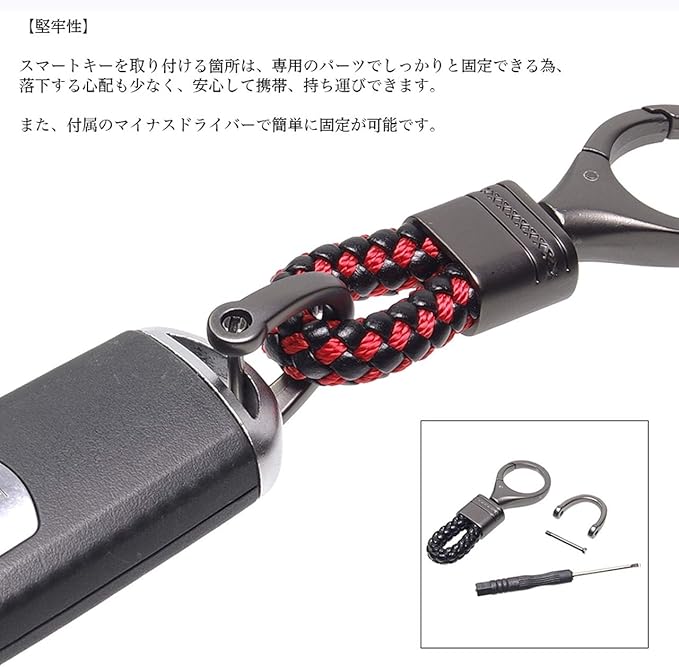 【堅牢性】
スマートキーを取り付ける箇所は、専用のパーツでしっかりと固定できる為、
落下する心配も少なく、安心して携帯、持ち運びできます。
また、付属のマイナスドライバーで簡単に固定が可能です。